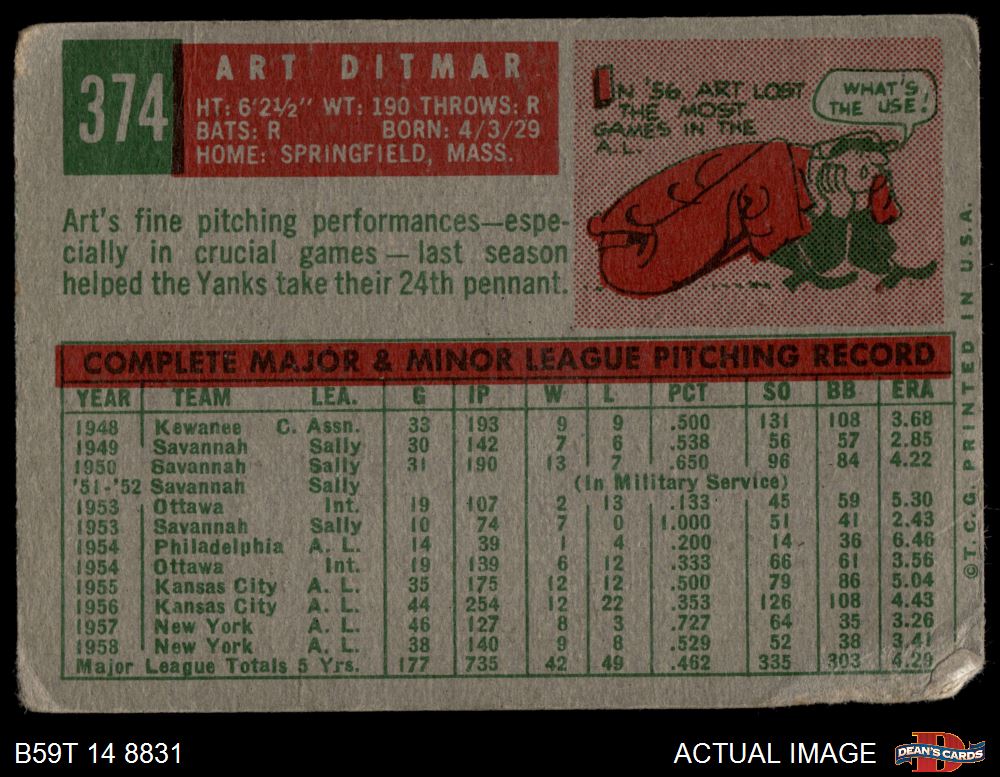 374
ART DITMAR
HT: 6'2½" WT: 190 THROWS: R
BATS: R BORN: 4/3/29
HOME: SPRINGFIELD, MASS.
IN '56 ART LOST
THE MOST
GAMES IN THE
A.L.
WHAT'S
THE USE!
Art's fine pitching performances—espe-
cially in crucial games — last season
helped the Yanks take their 24th pennant.
COMPLETE MAJOR & MINOR LEAGUE PITCHING RECORD
YEAR TEAM LEA. G IP W L PCT SO BB ERA
1948 Kewanee C. Assn. 33 193 9 9 .500 131 108 3.68
1949 Savannah Sally 30 142 7 6 .538 56 57 2.85
1950 Savannah Sally 31 190 13 7 .650 96 84 4.22
'51-'52 Savannah Sally (In Military Service)
1953 Ottawa Int. 19 107 2 13 .133 45 59 5.30
1953 Savannah Sally 10 74 7 0 1.000 51 41 2.43
1954 Philadelphia A. L. 14 39 1 4 .200 14 36 6.46
1954 Ottawa Int. 19 139 6 12 .333 66 61 3.56
1955 Kansas City A. L. 35 175 12 12 .500 79 86 5.04
1956 Kansas City A. L. 44 254 12 22 .353 126 108 4.43
1957 New York A. L. 46 127 8 3 .727 64 35 3.26
1958 New York A. L. 38 140 9 8 .529 52 38 3.41
Major League Totals 5 Yrs. 177 735 42 49 .462 335 303 4.29
©T. C. G. PRINTED IN U.S.A.
B59T 14 8831
ACTUAL IMAGE
DEAN'S CARDS